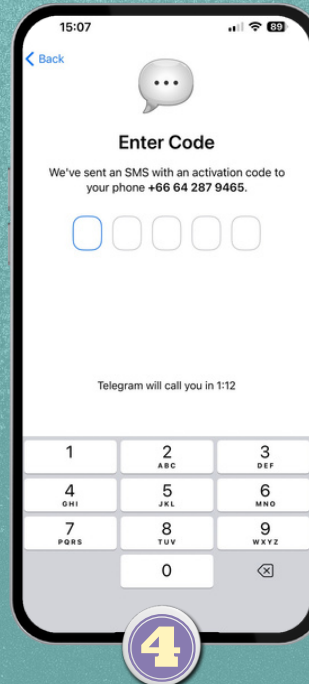 15:07
89
Back
Enter Code
We've sent an SMS with an activation code to
your phone +66 64 287 9465.
Telegram will call you in 1:12
1
2
ABC
3
DEF
4
GHI
5
JKL
6
MNO
7
PQRS
8
TUV
9
WXYZ
0
4